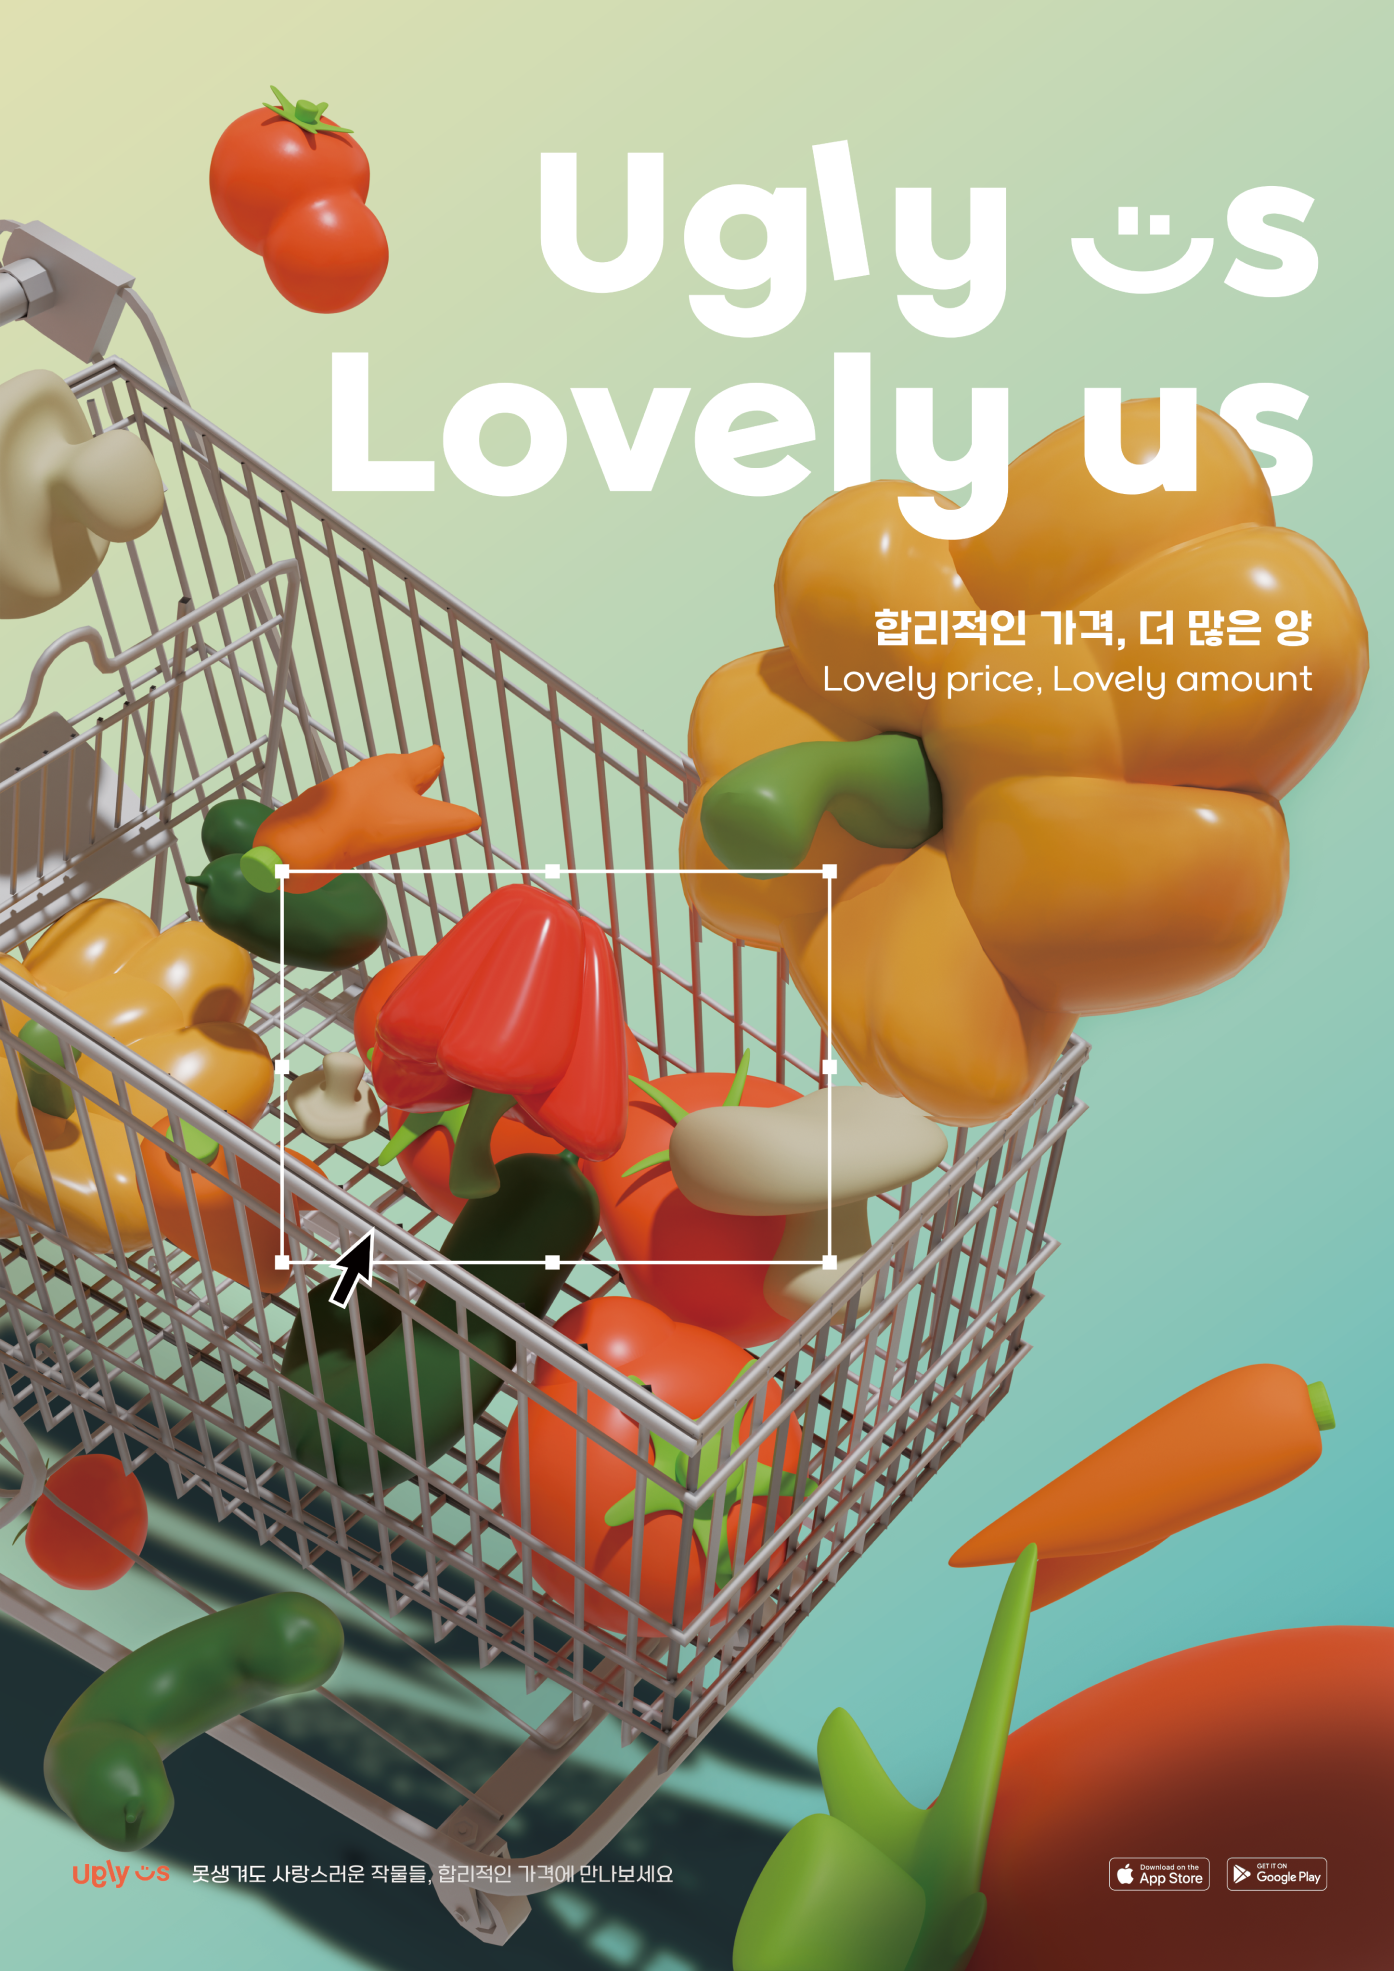 Ugly us
Lovely us
합리적인 가격, 더 많은 양
Lovely price, Lovely amount
Ugly us 못생겨도 사랑스러운 작물들, 합리적인 가격에 만나보세요
Download on the App Store
GET IT ON Google Play